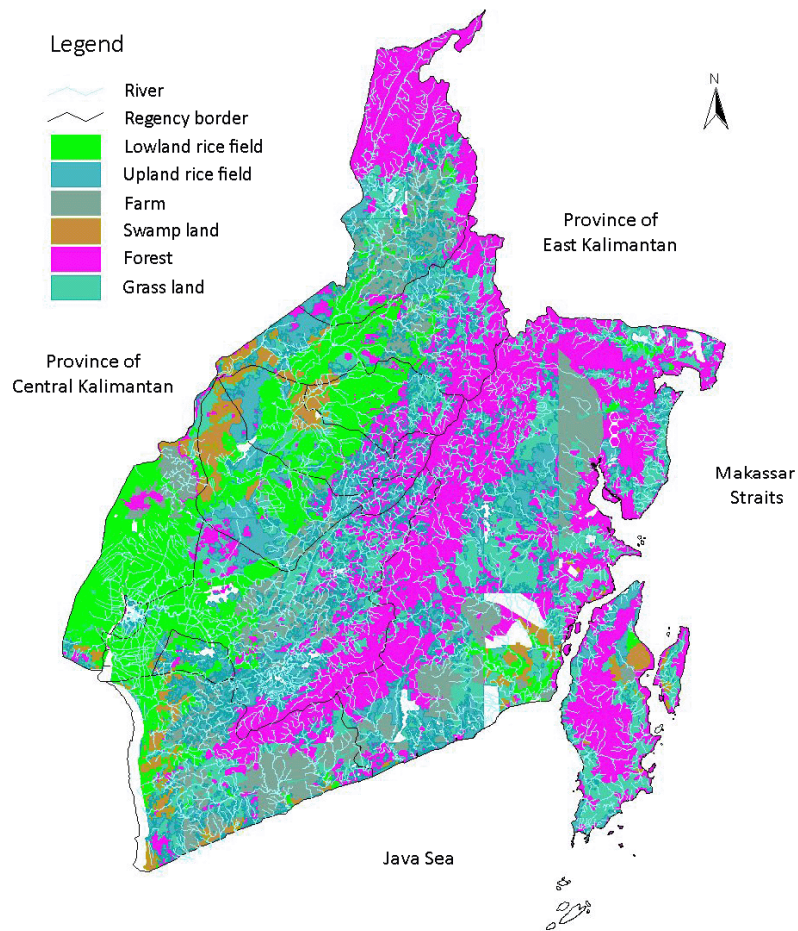 Legend
River
Regency border
Lowland rice field
Upland rice field
Farm
Swamp land
Forest
Grass land
N
Province of
East Kalimantan
Province of
Central Kalimantan
Makassar
Straits
Java Sea